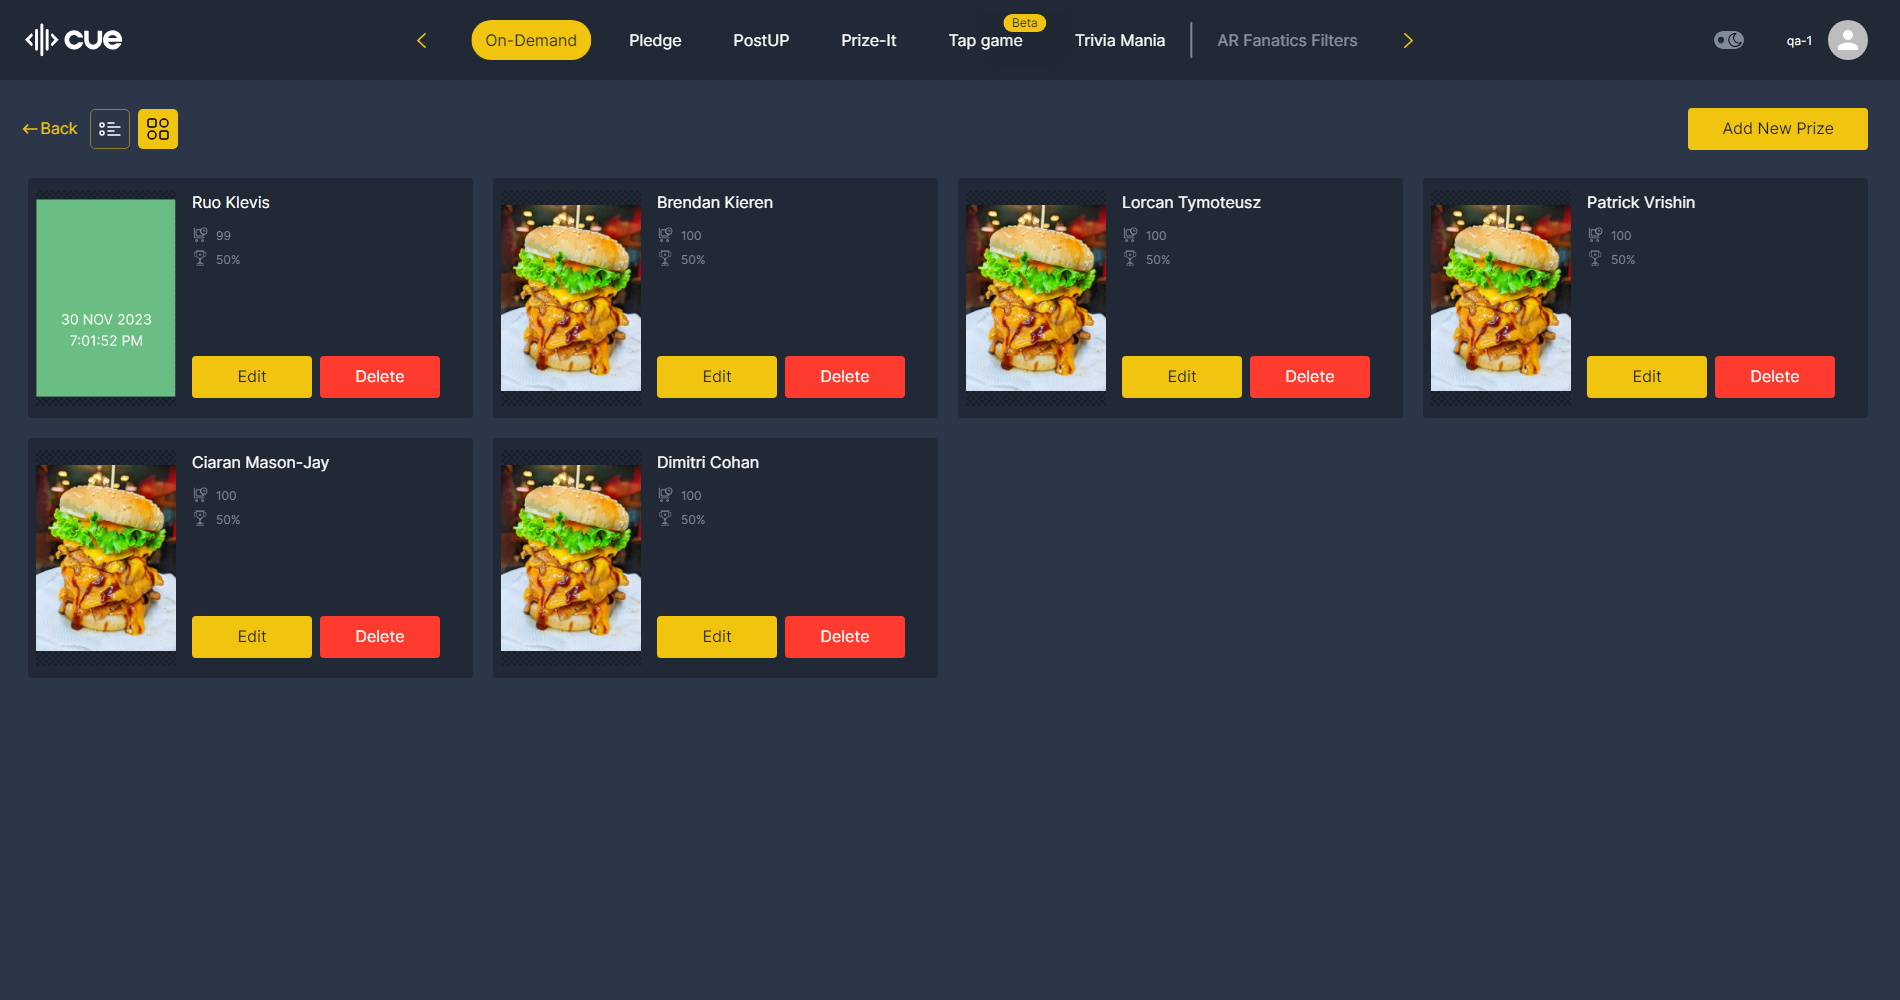 cue
On-Demand
Pledge
PostUP
Prize-It
Beta
Tap game
Trivia Mania
AR Fanatics Filters
qa-1
Back
Add New Prize
Ruo Klevis
99
50%
30 NOV 2023
7:01:52 PM
Edit
Delete
Brendan Kieren
100
50%
Edit
Delete
Lorcan Tymoteusz
100
50%
Edit
Delete
Patrick Vrishin
100
50%
Edit
Delete
Ciaran Mason-Jay
100
50%
Edit
Delete
Dimitri Cohan
100
50%
Edit
Delete